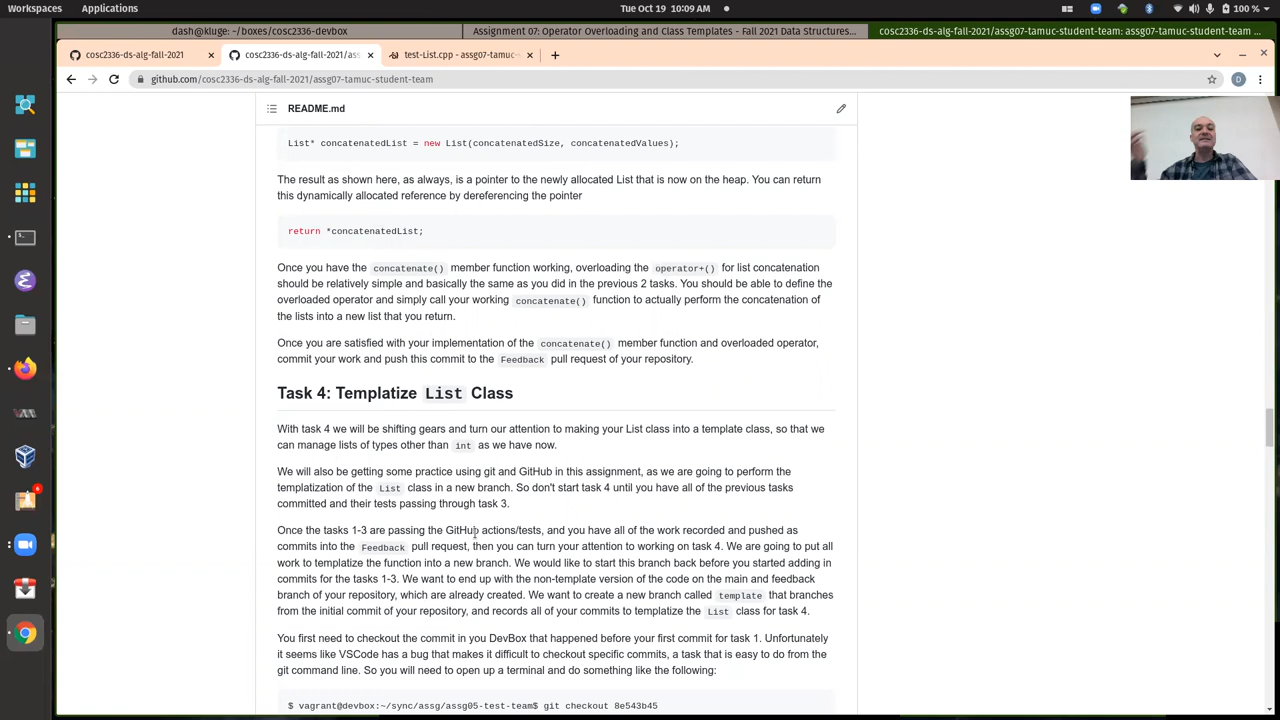 Activities
Applications
Tue Oct 19 10:09 AM
100 %
dash@kluge: ~/boxes/cosc2336-devbox
Assignment 07: Operator Overloading and Class Templates - Fall 2021 Data Structures...
cosc2336-ds-alg-fall-2021/assg07-tamuc-student-team: assg07-tamuc-student-team ...
cosc2336-ds-alg-fall-2021
cosc2336-ds-alg-fall-2021/ass
test-List.cpp - assg07-tamuc-
github.com/cosc2336-ds-alg-fall-2021/assg07-tamuc-student-team
D
README.md
List* concatenatedList = new List(concatenatedSize, concatenatedValues);
The result as shown here, as always, is a pointer to the newly allocated List that is now on the heap. You can return
this dynamically allocated reference by dereferencing the pointer
return *concatenatedList;
Once you have the concatenate() member function working, overloading the operator+() for list concatenation
should be relatively simple and basically the same as you did in the previous 2 tasks. You should be able to define the
overloaded operator and simply call your working concatenate() function to actually perform the concatenation of
the lists into a new list that you return.
Once you are satisfied with your implementation of the concatenate() member function and overloaded operator,
commit your work and push this commit to the Feedback pull request of your repository.
Task 4: Templatize List Class
With task 4 we will be shifting gears and turn our attention to making your List class into a template class, so that we
can manage lists of types other than int as we have now.
We will also be getting some practice using git and GitHub in this assignment, as we are going to perform the
templatization of the List class in a new branch. So don't start task 4 until you have all of the previous tasks
committed and their tests passing through task 3.
Once the tasks 1-3 are passing the GitHub actions/tests, and you have all of the work recorded and pushed as
commits into the Feedback pull request, then you can turn your attention to working on task 4. We are going to put all
work to templatize the function into a new branch. We would like to start this branch back before you started adding in
commits for the tasks 1-3. We want to end up with the non-template version of the code on the main and feedback
branch of your repository, which are already created. We want to create a new branch called template that branches
from the initial commit of your repository, and records all of your commits to templatize the List class for task 4.
You first need to checkout the commit in you DevBox that happened before your first commit for task 1. Unfortunately
it seems like VSCode has a bug that makes it difficult to checkout specific commits, a task that is easy to do from the
git command line. So you will need to open up a terminal and do something like the following:
$ vagrant@devbox:~/sync/assg/assg05-test-team$ git checkout 8e543b45